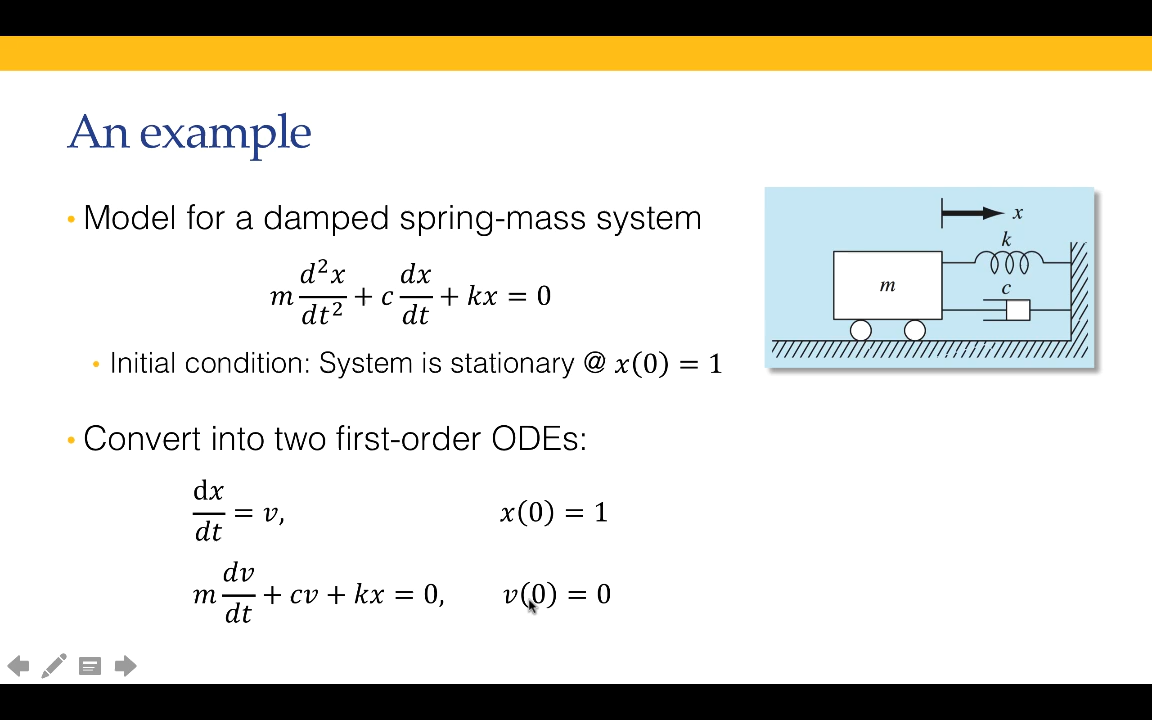 An example
• Model for a damped spring-mass system
m d²x/dt² + c dx/dt + kx = 0
• Initial condition: System is stationary @ x(0) = 1
x
k
m
c
• Convert into two first-order ODEs:
dx/dt = v, x(0) = 1
m dv/dt + cv + kx = 0, v(0) = 0